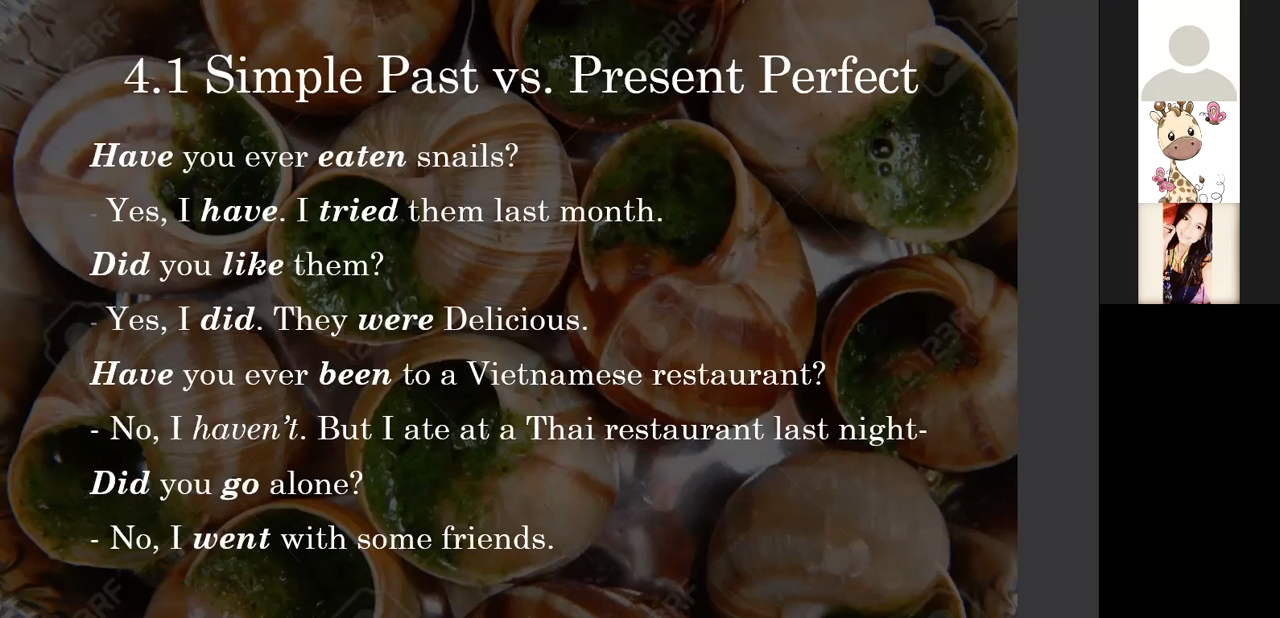 4.1 Simple Past vs. Present Perfect
Have you ever eaten snails?
- Yes, I have. I tried them last month.
Did you like them?
- Yes, I did. They were Delicious.
Have you ever been to a Vietnamese restaurant?
- No, I haven’t. But I ate at a Thai restaurant last night-
Did you go alone?
- No, I went with some friends.